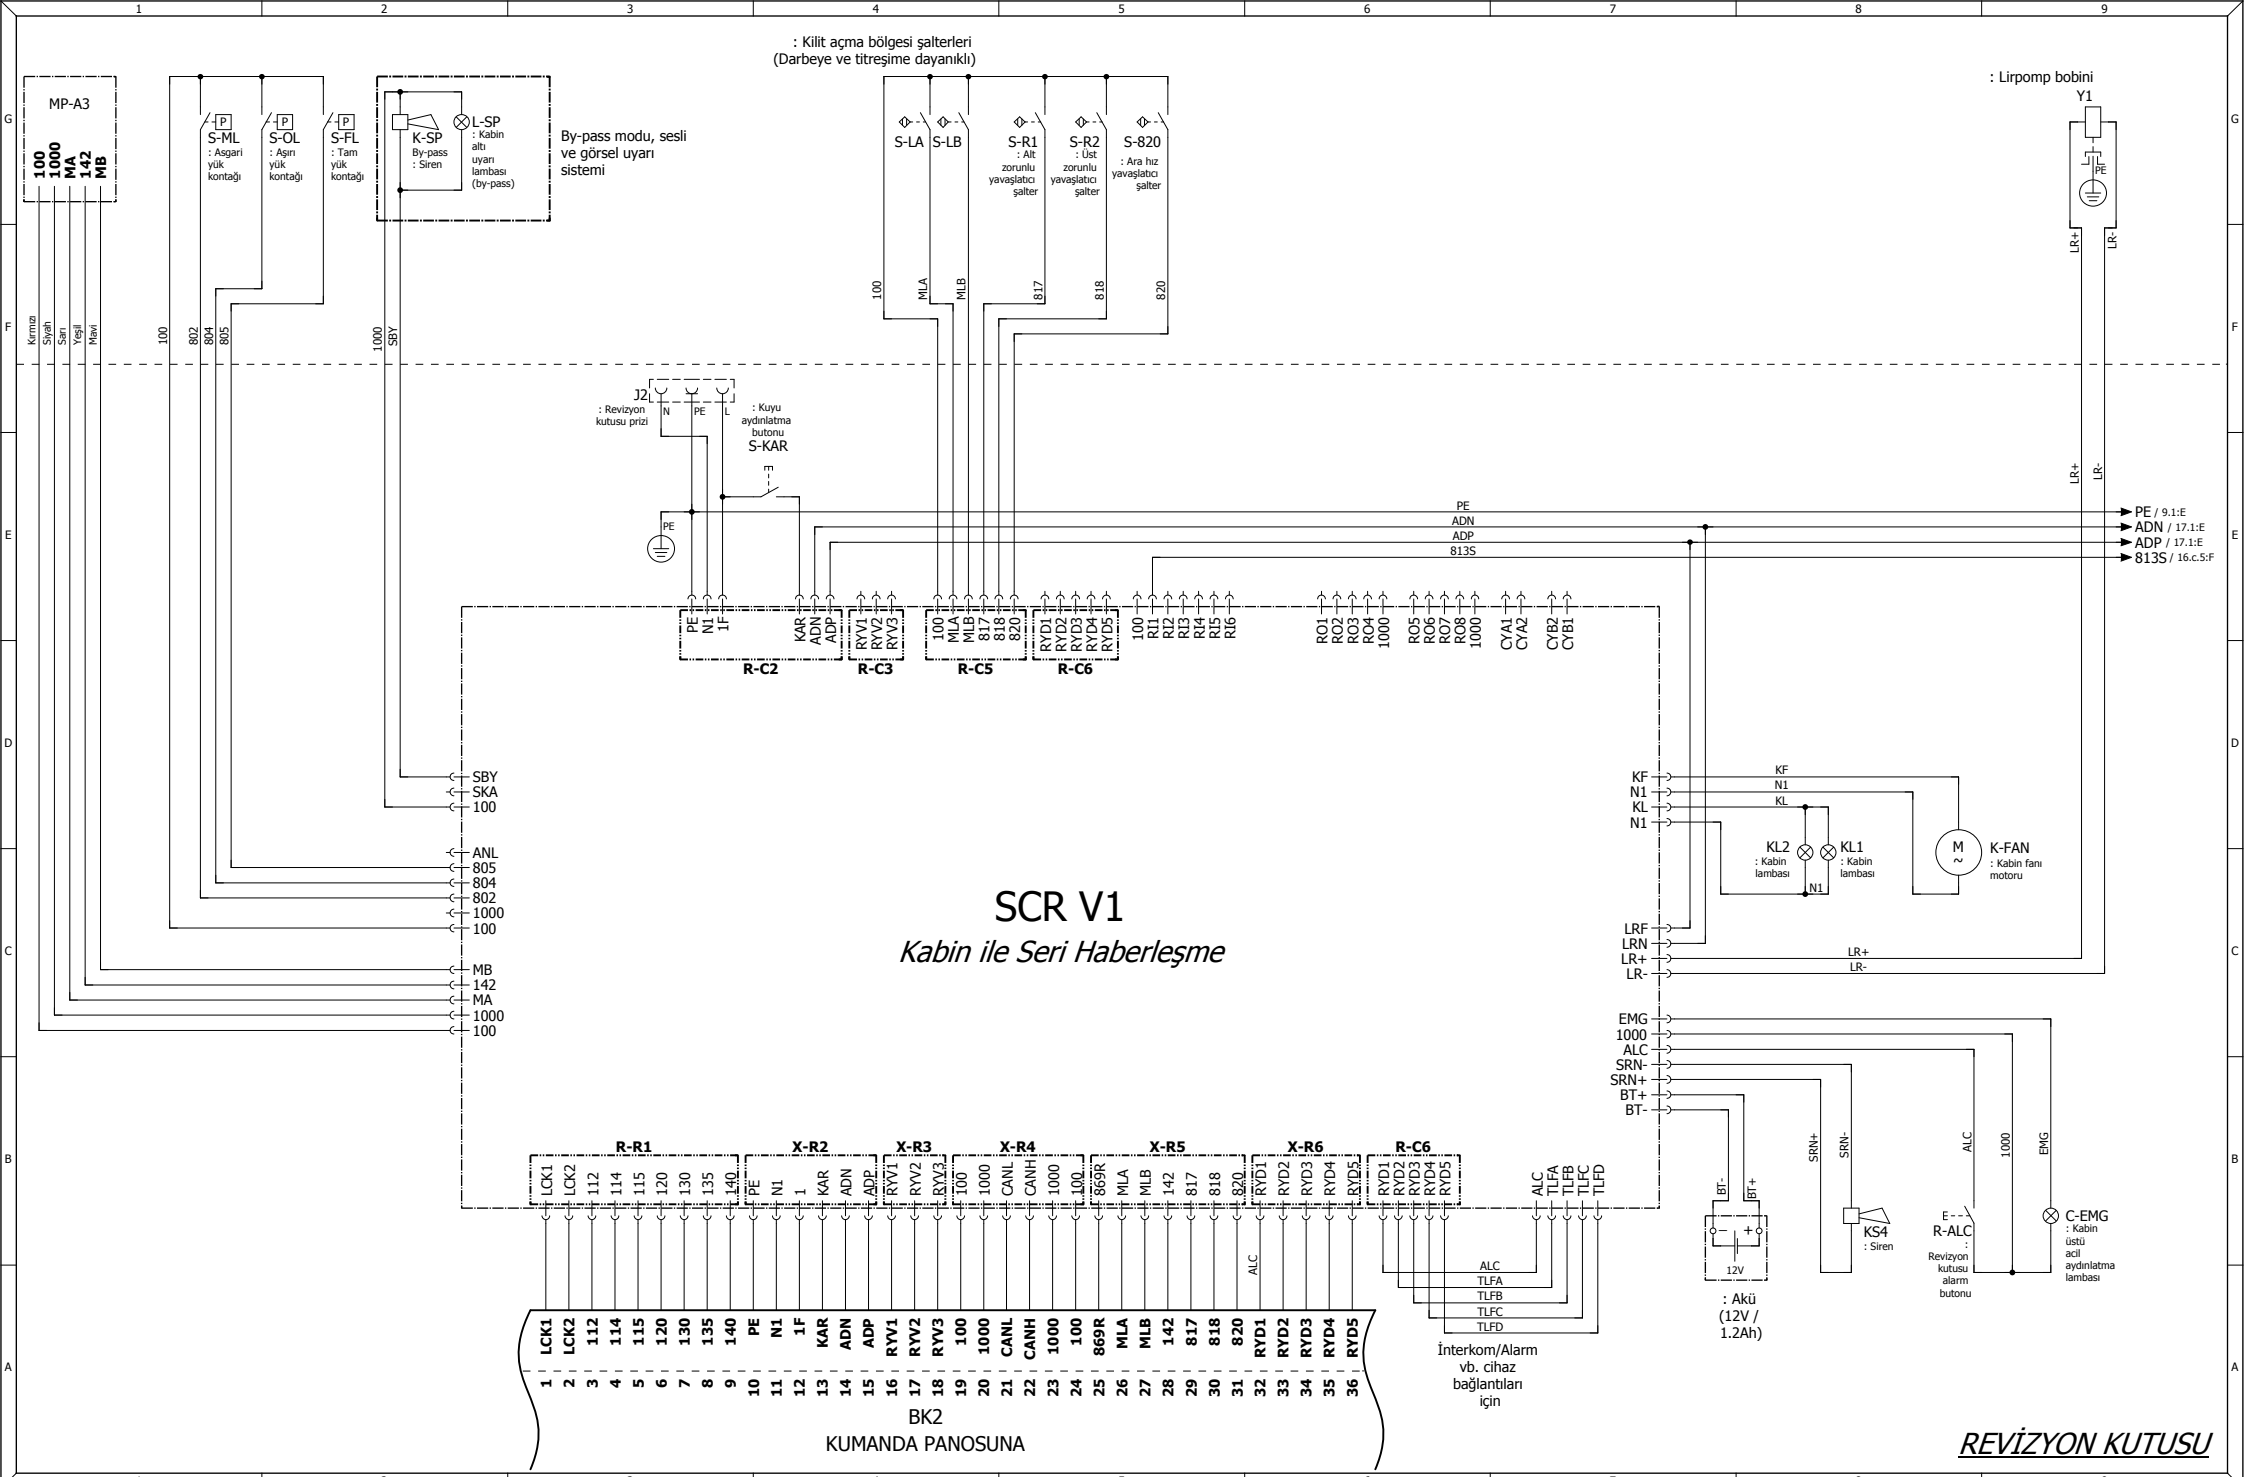 1 2 3 4 5 6 7 8 9
G
F
E
D
C
B
A
G
F
E
D
C
B
A
MP-A3
100
1000
MA
142
MB
Kırmızı
Siyah
Sarı
Yeşil
Mavi
P
S-ML
: Asgari
yük
kontağı
P
S-OL
: Aşırı
yük
kontağı
P
S-FL
: Tam
yük
kontağı
100
802
804
805
K-SP
By-pass
: Siren
L-SP
: Kabin
altı
uyarı
lambası
(by-pass)
By-pass modu, sesli
ve görsel uyarı
sistemi
1000
SBY
: Kilit açma bölgesi şalterleri
(Darbeye ve titreşime dayanıklı)
S-LA
S-LB
S-R1
: Alt
zorunlu
yavaşlatıcı
şalter
S-R2
: Üst
zorunlu
yavaşlatıcı
şalter
S-820
: Ara hız
yavaşlatıcı
şalter
100
MLA
MLB
817
818
820
: Lirpomp bobini
Y1
PE
LR+
LR-
LR+
LR-
J2
: Revizyon
kutusu prizi
N
PE
L
: Kuyu
aydınlatma
butonu
S-KAR
PE
PE
ADN
ADP
813S
PE / 9.1:E
ADN / 17.1:E
ADP / 17.1:E
813S / 16.c.5:F
PE
N1
1F
KAR
ADN
ADP
R-C2
RYV1
RYV2
RYV3
R-C3
100
MLA
MLB
817
818
820
R-C5
RYD1
RYD2
RYD3
RYD4
RYD5
R-C6
100
RI1
RI2
RI3
RI4
RI5
RI6
RO1
RO2
RO3
RO4
1000
RO5
RO6
RO7
RO8
1000
CYA1
CYA2
CYB2
CYB1
SBY
SKA
100
ANL
805
804
802
1000
100
MB
142
MA
1000
100
SCR V1
Kabin ile Seri Haberleşme
KF
N1
KL
N1
KF
N1
KL
KL2
: Kabin
lambası
KL1
: Kabin
lambası
N1
M
~
K-FAN
: Kabin fanı
motoru
LRF
LRN
LR+
LR-
LR+
LR-
EMG
1000
ALC
SRN-
SRN+
BT+
BT-
BT-
BT+
- +
12V
: Akü
(12V /
1.2Ah)
SRN+
SRN-
KS4
: Siren
ALC
1000
EMG
R-ALC
:
Revizyon
kutusu
alarm
butonu
C-EMG
: Kabin
üstü
acil
aydınlatma
lambası
R-R1
LCK1
LCK2
112
114
115
120
130
135
140
X-R2
PE
N1
1
KAR
ADN
ADP
X-R3
RYV1
RYV2
RYV3
X-R4
100
1000
CANL
CANH
1000
100
X-R5
869R
MLA
MLB
142
817
818
820
X-R6
RYD1
RYD2
RYD3
RYD4
RYD5
R-C6
RYD1
RYD2
RYD3
RYD4
RYD5
ALC
TLFA
TLFB
TLFC
TLFD
ALC
ALC
TLFA
TLFB
TLFC
TLFD
İnterkom/Alarm
vb. cihaz
bağlantıları
için
LCK1
LCK2
112
114
115
120
130
135
140
PE
N1
1F
KAR
ADN
ADP
RYV1
RYV2
RYV3
100
1000
CANL
CANH
1000
100
869R
MLA
MLB
142
817
818
820
RYD1
RYD2
RYD3
RYD4
RYD5
1 2 3 4 5 6 7 8 9 10 11 12 13 14 15 16 17 18 19 20 21 22 23 24 25 26 27 28 29 30 31 32 33 34 35 36
BK2
KUMANDA PANOSUNA
REVİZYON KUTUSU